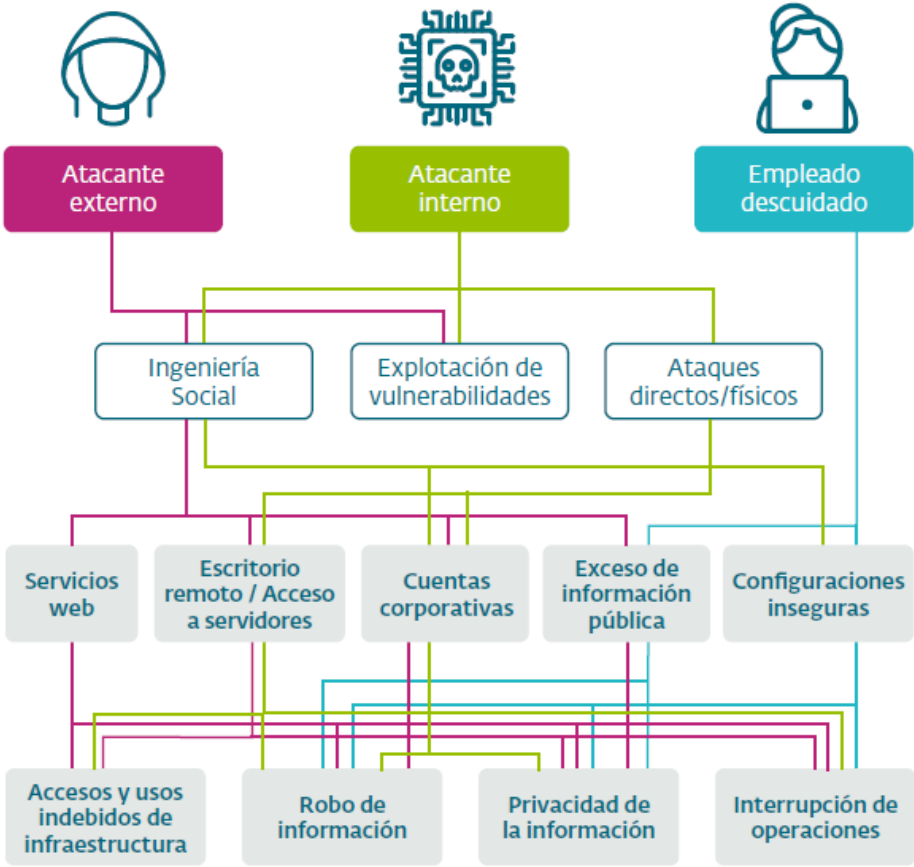 Atacante
externo
Atacante
interno
Empleado
descuidado
Ingeniería
Social
Explotación de
vulnerabilidades
Ataques
directos/físicos
Servicios
web
Escritorio
remoto / Acceso
a servidores
Cuentas
corporativas
Exceso de
información
pública
Configuraciones
inseguras
Accesos y usos
indebidos de
infraestructura
Robo de
información
Privacidad de
la información
Interrupción de
operaciones